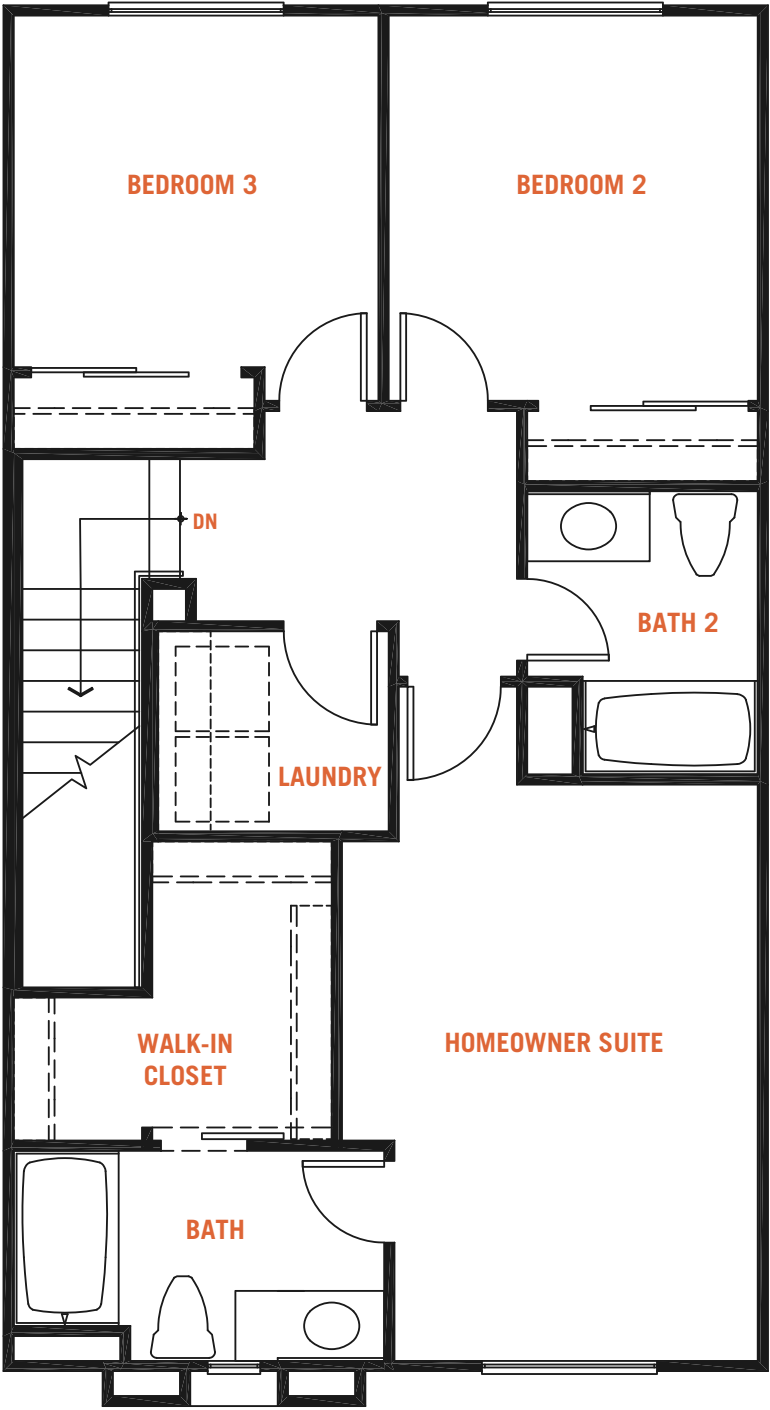 BEDROOM 3
BEDROOM 2
DN
BATH 2
LAUNDRY
WALK-IN
CLOSET
HOMEOWNER SUITE
BATH